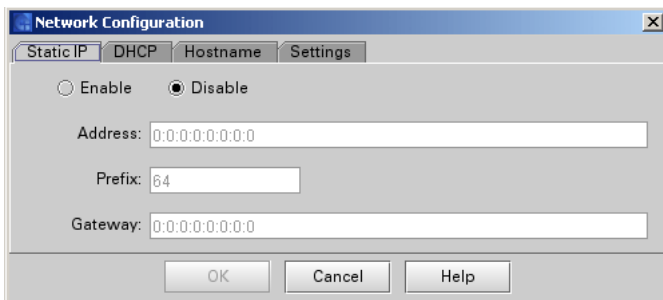 Network Configuration
Static IP DHCP Hostname Settings
Enable Disable
Address: 0:0:0:0:0:0:0:0
Prefix: 64
Gateway: 0:0:0:0:0:0:0:0
OK Cancel Help